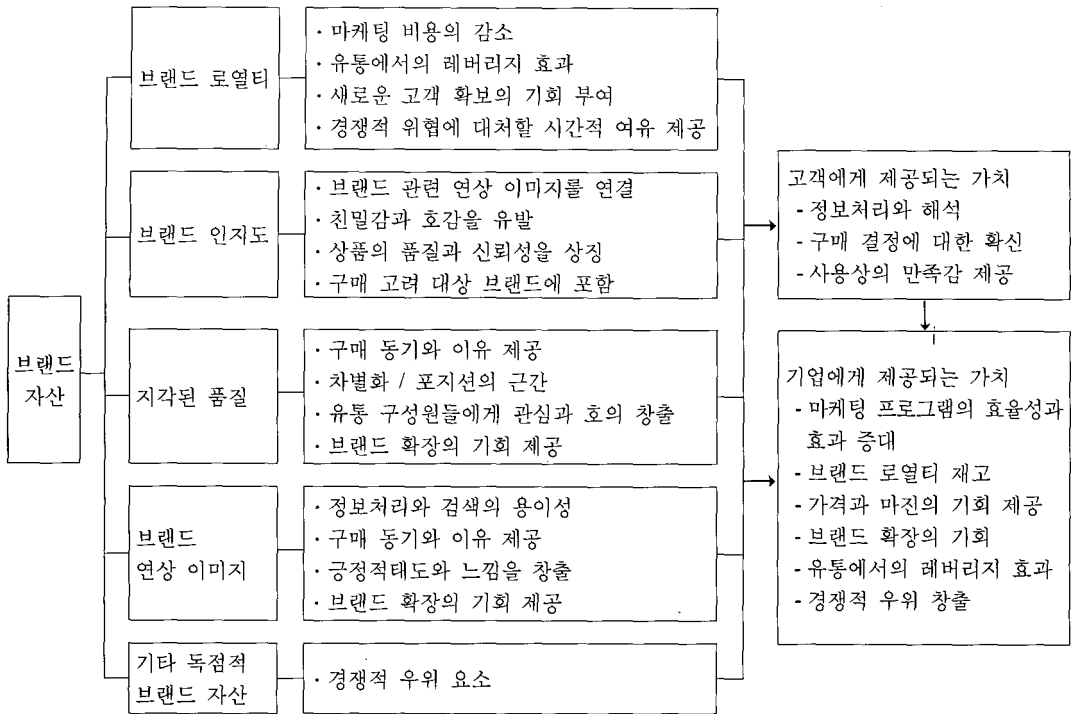 브랜드
자산
브랜드 로열티
· 마케팅 비용의 감소
· 유통에서의 레버리지 효과
· 새로운 고객 확보의 기회 부여
· 경쟁적 위협에 대처할 시간적 여유 제공
브랜드 인지도
· 브랜드 관련 연상 이미지를 연결
· 친밀감과 호감을 유발
· 상품의 품질과 신뢰성을 상징
· 구매 고려 대상 브랜드에 포함
지각된 품질
· 구매 동기와 이유 제공
· 차별화 / 포지션의 근간
· 유통 구성원들에게 관심과 호의 창출
· 브랜드 확장의 기회 제공
브랜드
연상 이미지
· 정보처리와 검색의 용이성
· 구매 동기와 이유 제공
· 긍정적태도와 느낌을 창출
· 브랜드 확장의 기회 제공
기타 독점적
브랜드 자산
· 경쟁적 우위 요소
고객에게 제공되는 가치
- 정보처리와 해석
- 구매 결정에 대한 확신
- 사용상의 만족감 제공
기업에게 제공되는 가치
- 마케팅 프로그램의 효율성과
효과 증대
- 브랜드 로열티 재고
- 가격과 마진의 기회 제공
- 브랜드 확장의 기회
- 유통에서의 레버리지 효과
- 경쟁적 우위 창출